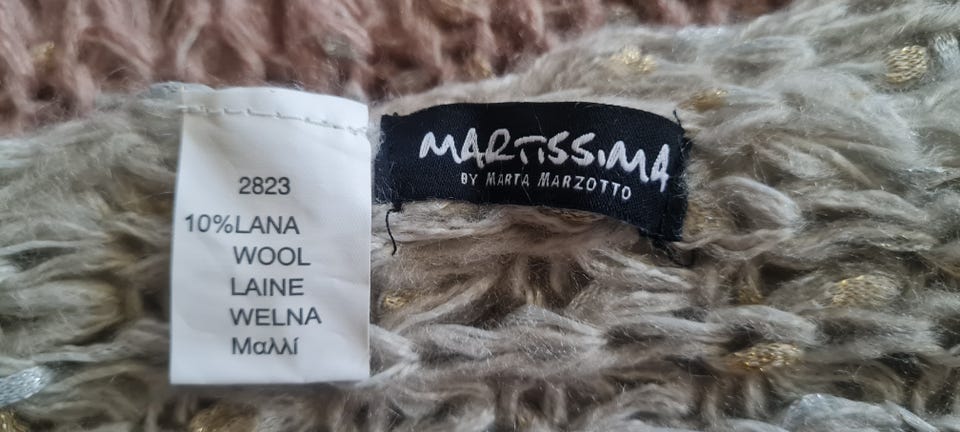 2823
10%LANA
WOOL
LAINE
WELNA
Μαλλί
MARTISSIMA
BY MARTA MARZOTTO